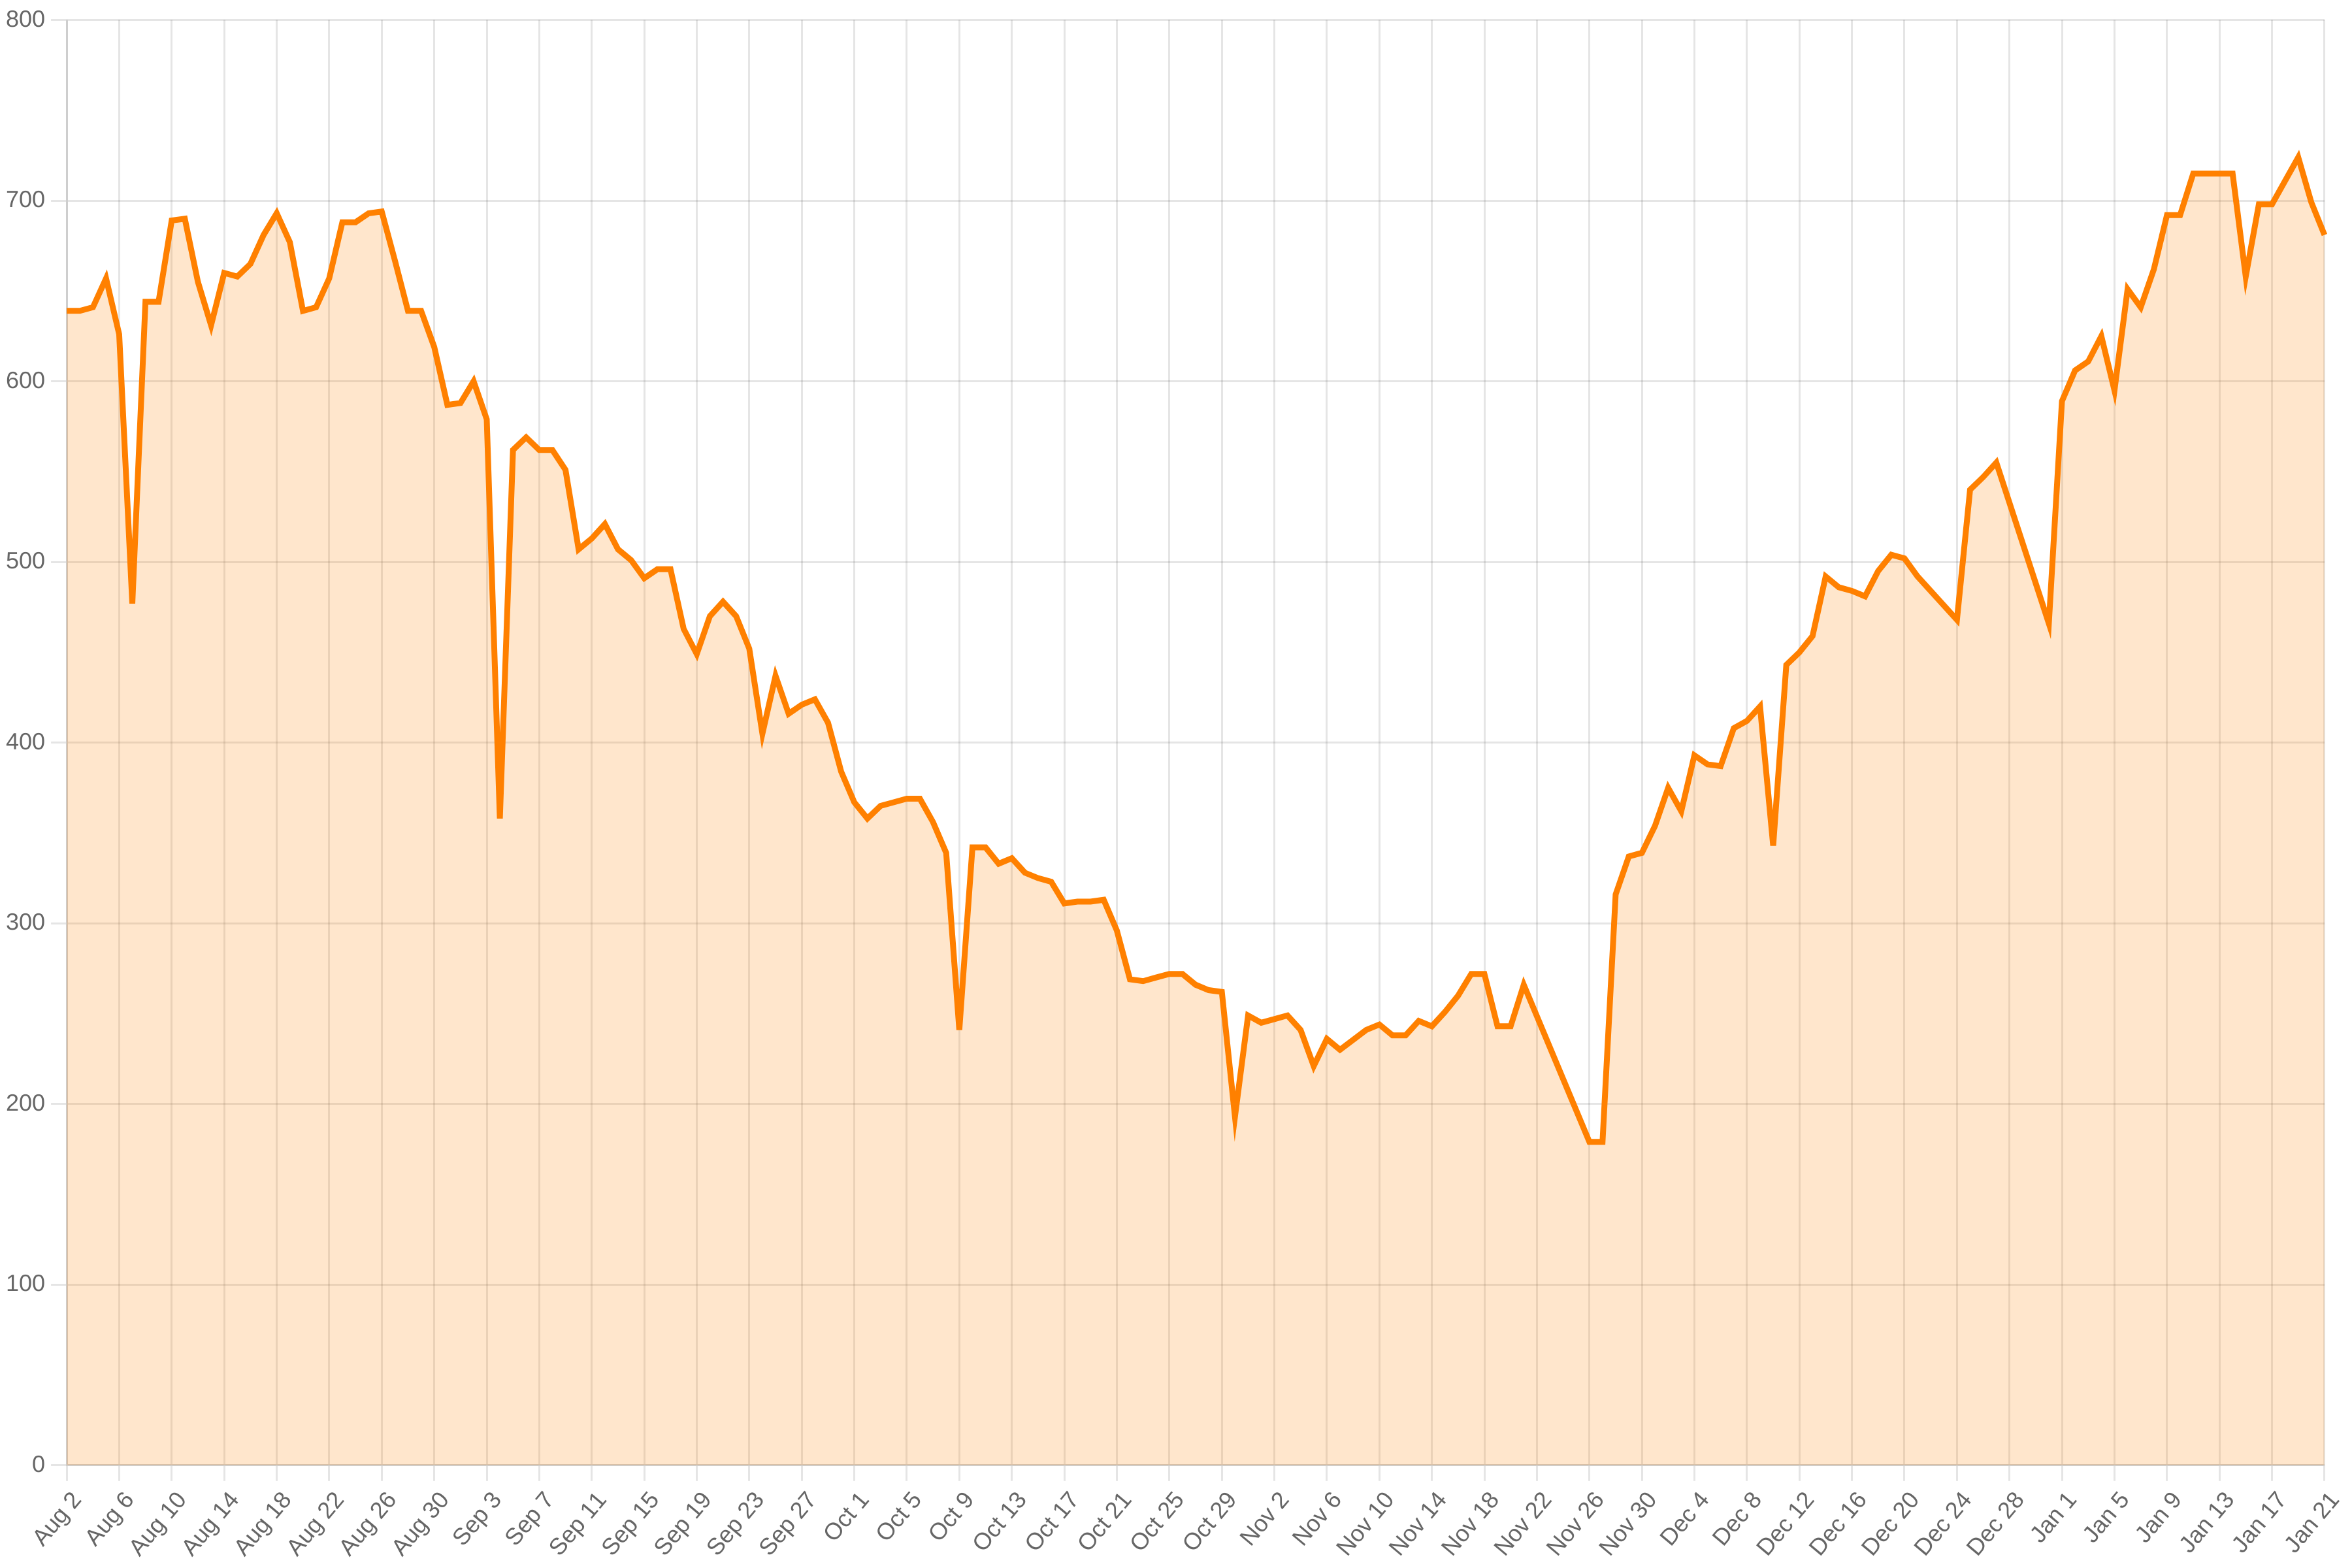 800
700
600
500
400
300
200
100
0
Aug 2
Aug 6
Aug 10
Aug 14
Aug 18
Aug 22
Aug 26
Aug 30
Sep 3
Sep 7
Sep 11
Sep 15
Sep 19
Sep 23
Sep 27
Oct 1
Oct 5
Oct 9
Oct 13
Oct 17
Oct 21
Oct 25
Oct 29
Nov 2
Nov 6
Nov 10
Nov 14
Nov 18
Nov 22
Nov 26
Nov 30
Dec 4
Dec 8
Dec 12
Dec 16
Dec 20
Dec 24
Dec 28
Jan 1
Jan 5
Jan 9
Jan 13
Jan 17
Jan 21